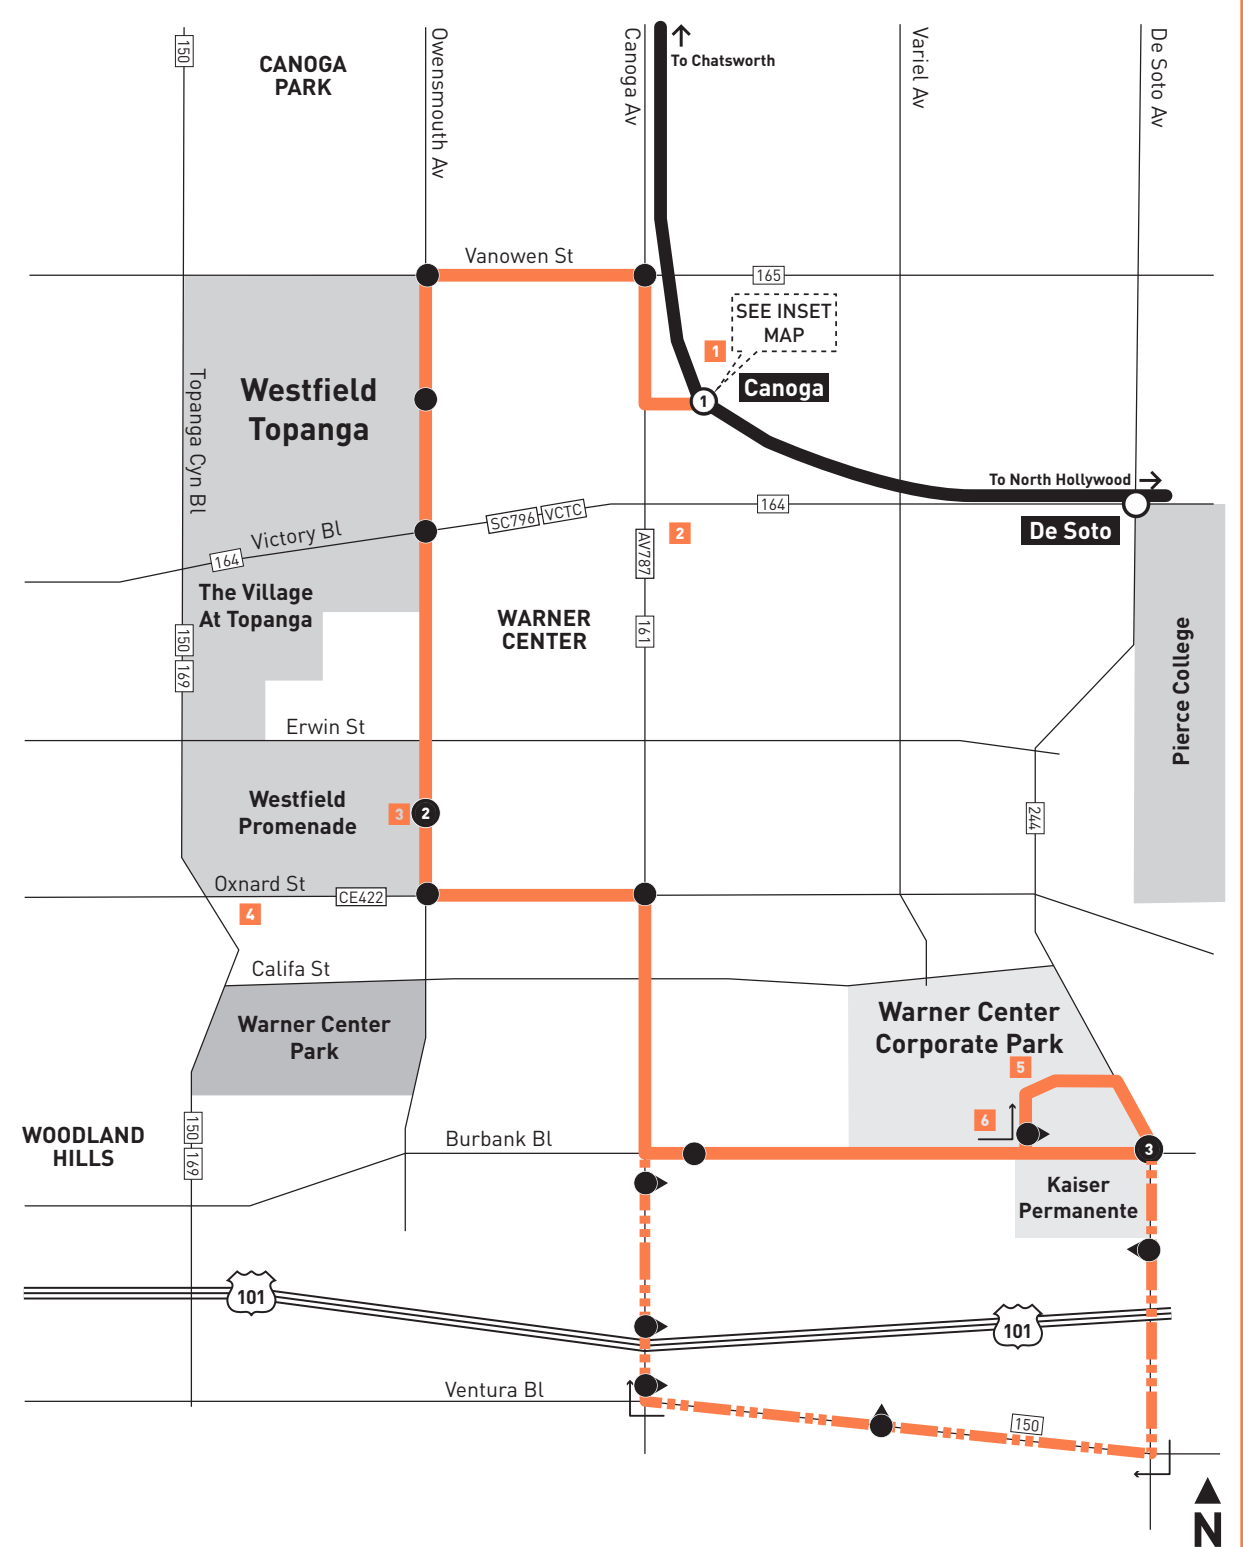 150
CANOGA
PARK
Owensmouth Av
Canoga Av
To Chatsworth
Variel Av
De Soto Av
Vanowen St
165
SEE INSET
MAP
1
Canoga
1
Westfield
Topanga
Topanga Cyn Bl
To North Hollywood
De Soto
164
SC796
VCTC
Victory Bl
164
AV787
2
The Village
At Topanga
WARNER
CENTER
161
150
169
Pierce College
Erwin St
Westfield
Promenade
3
2
244
Oxnard St
CE422
4
Califa St
Warner Center
Park
Warner Center
Corporate Park
5
6
WOODLAND
HILLS
150
169
Burbank Bl
3
Kaiser
Permanente
101
101
Ventura Bl
150
N